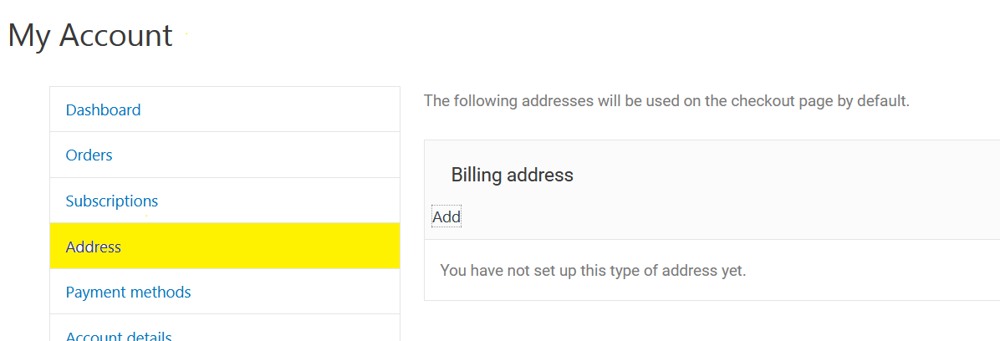 My Account
Dashboard
Orders
Subscriptions
Address
Payment methods
Account details
The following addresses will be used on the checkout page by default.
Billing address
Add
You have not set up this type of address yet.